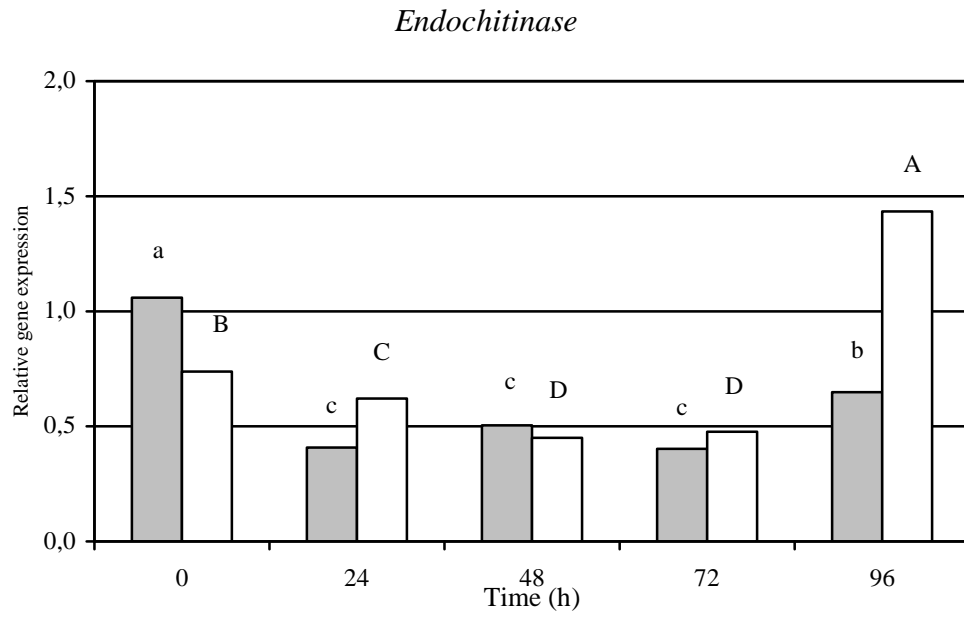 Endochitinase
2,0
1,5
1,0
0,5
0,0
Relative gene expression
a
B
c
C
c
D
c
D
b
A
0
24
48
72
96
Time (h)